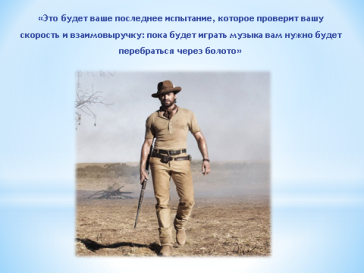 «Это будет ваше последнее испытание, которое проверит вашу
скорость и взаимовыручку: пока будет играть музыка вам нужно будет
перебраться через болото»